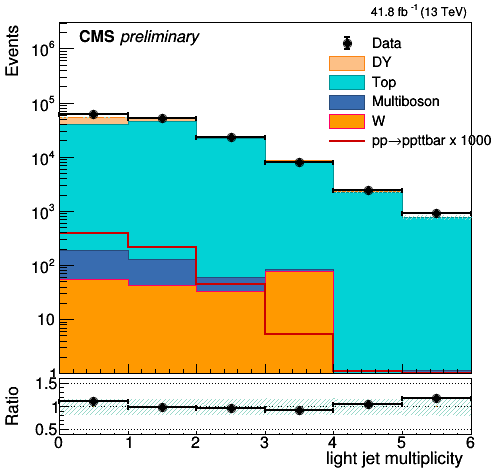 41.8 fb⁻¹ (13 TeV)
CMS preliminary
Events
Data
DY
Top
Multiboson
W
pp→ppttbar x 1000
10⁶
10⁵
10⁴
10³
10²
10
1
Ratio
1.5
1
0.5
0 1 2 3 4 5 6
light jet multiplicity